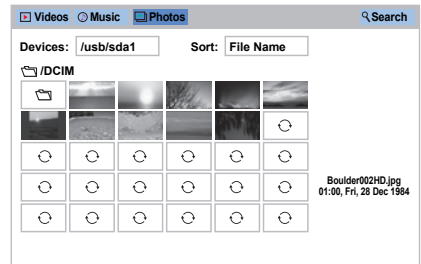 Videos Music Photos Search
Devices: /usb/sda1 Sort: File Name
/DCIM
Boulder002HD.jpg
01:00, Fri, 28 Dec 1984